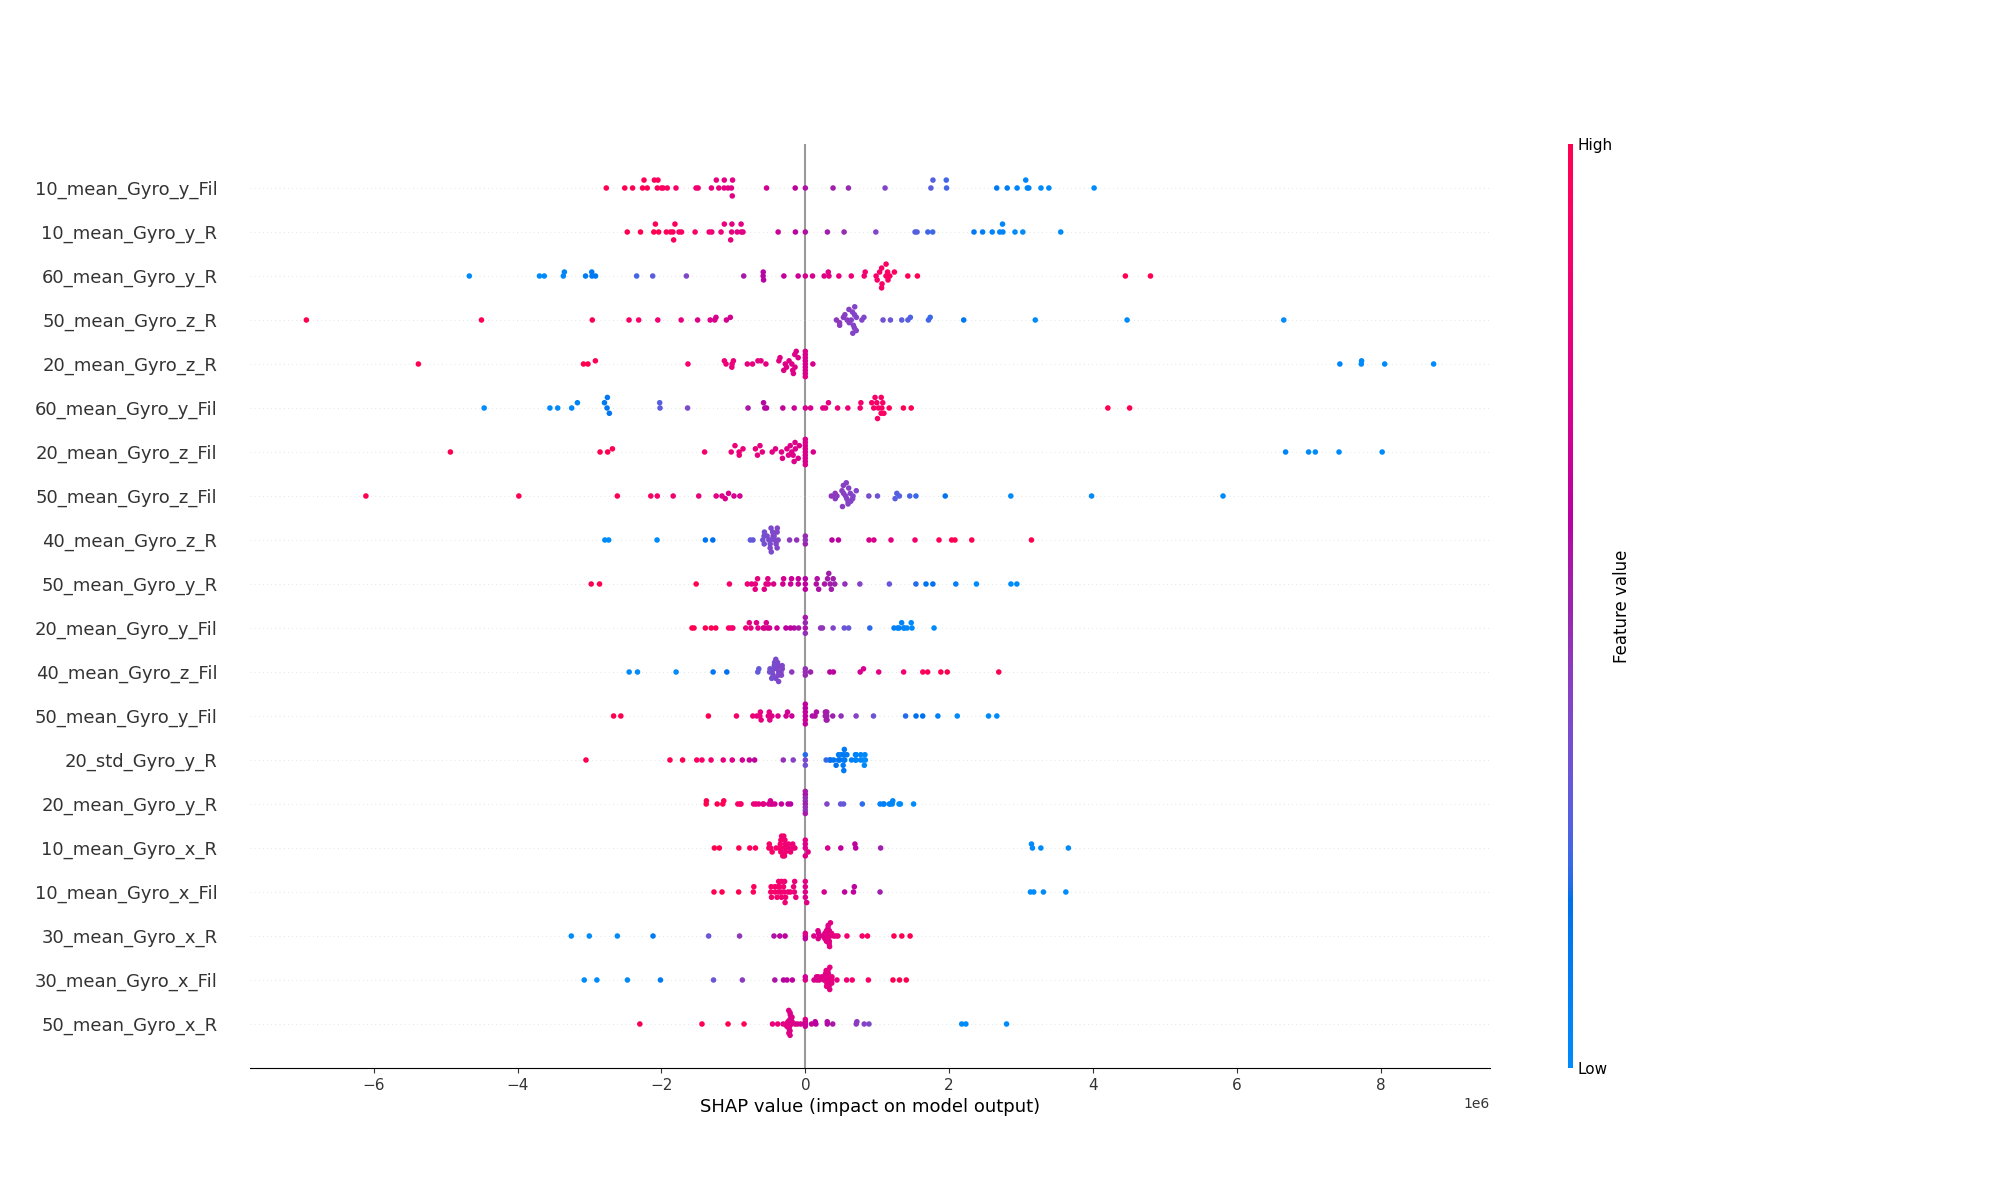 High
10_mean_Gyro_y_Fil
10_mean_Gyro_y_R
60_mean_Gyro_y_R
50_mean_Gyro_z_R
20_mean_Gyro_z_R
60_mean_Gyro_y_Fil
20_mean_Gyro_z_Fil
50_mean_Gyro_z_Fil
40_mean_Gyro_z_R
50_mean_Gyro_y_R
20_mean_Gyro_y_Fil
40_mean_Gyro_z_Fil
50_mean_Gyro_y_Fil
20_std_Gyro_y_R
20_mean_Gyro_y_R
10_mean_Gyro_x_R
10_mean_Gyro_x_Fil
30_mean_Gyro_x_R
30_mean_Gyro_x_Fil
50_mean_Gyro_x_R
Feature value
Low
−6 −4 −2 0 2 4 6 8
1e6
SHAP value (impact on model output)